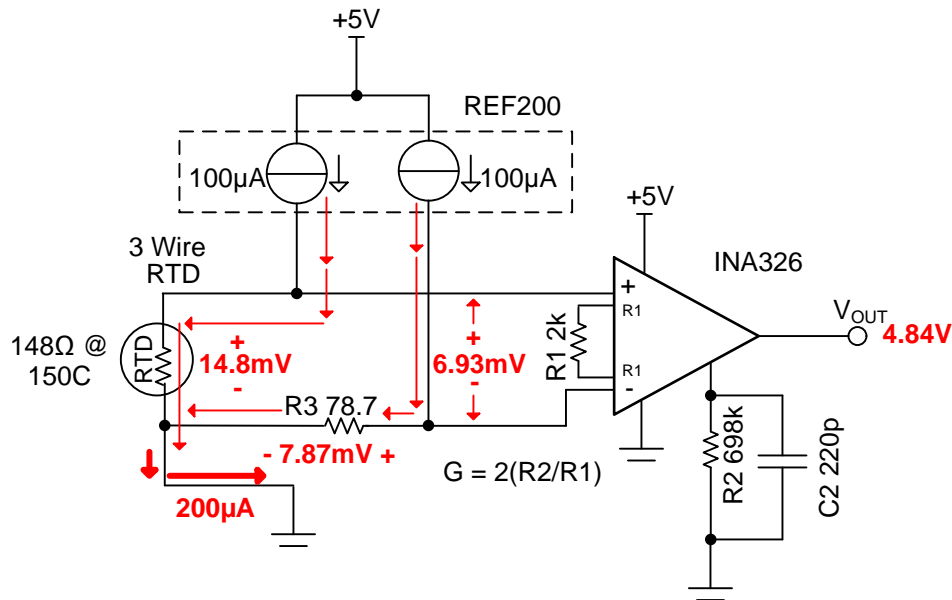 +5V
REF200
100µA
100µA
+5V
3 Wire
RTD
INA326
+
R1
R1 2k
R1
-
V_OUT
4.84V
148Ω @
150C
RTD
+
14.8mV
-
+
6.93mV
-
R3 78.7
- 7.87mV +
G = 2(R2/R1)
200µA
R2 698k
C2 220p